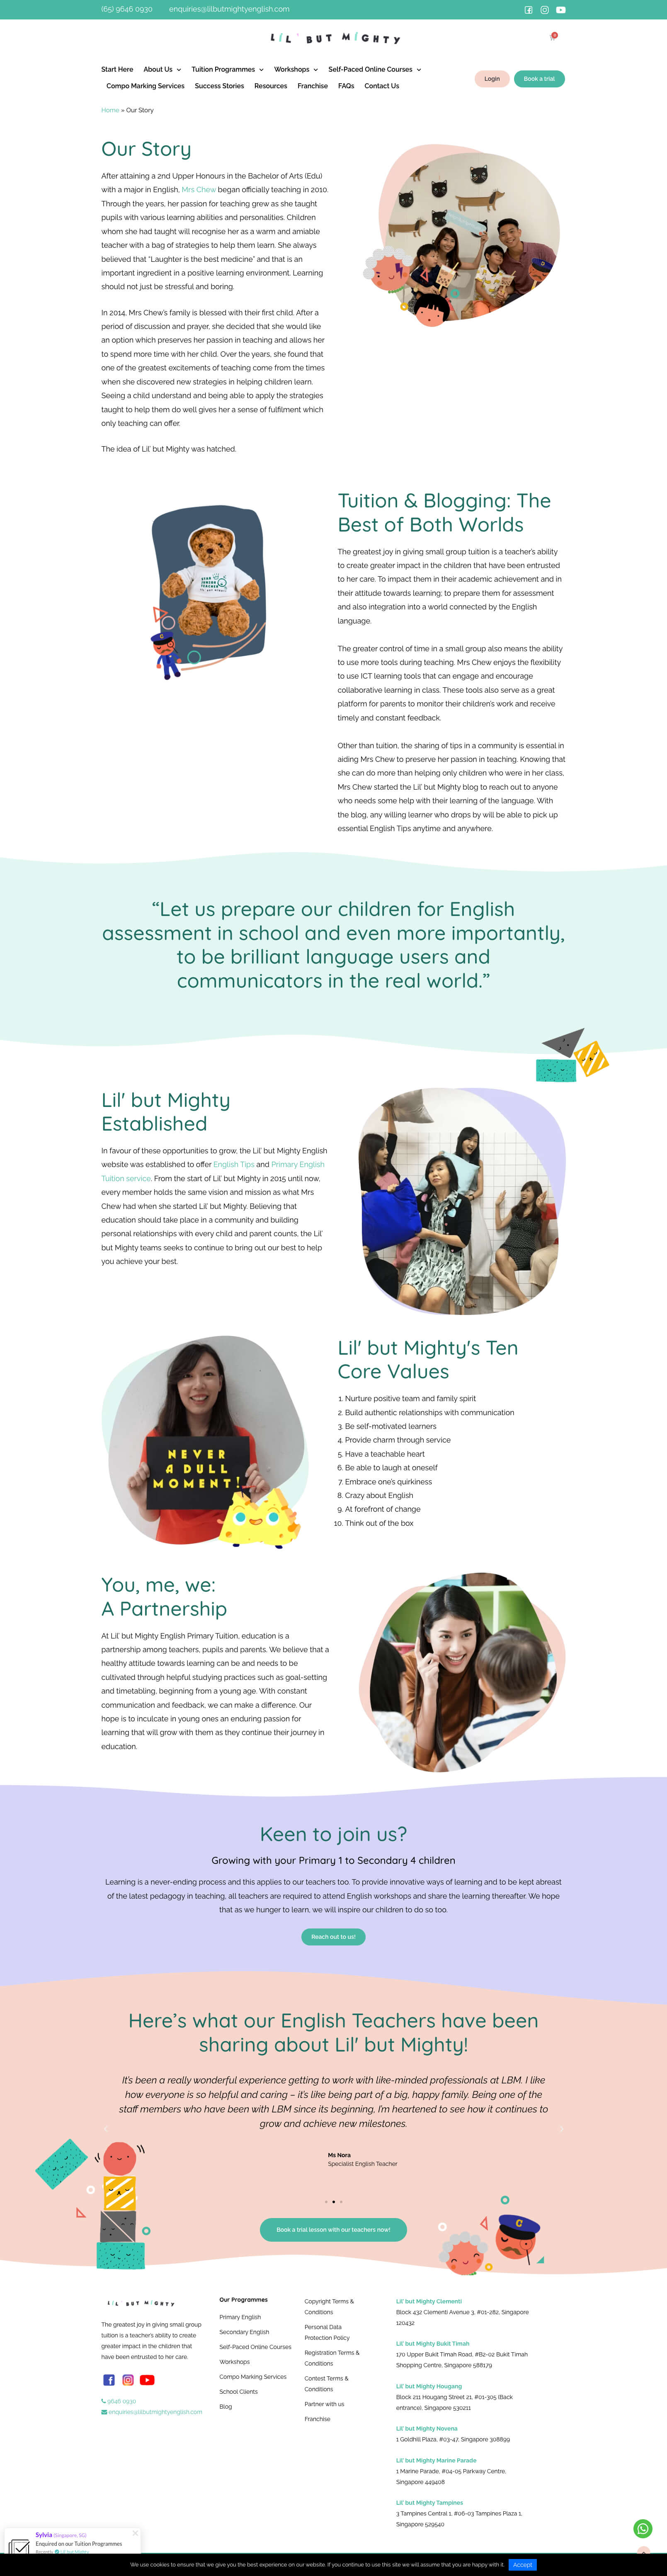 (65) 9646 0930 enquiries@lilbutmightyenglish.com
LIL' BUT MIGHTY
0
Start Here About Us Tuition Programmes Workshops Self-Paced Online Courses
Compo Marking Services Success Stories Resources Franchise FAQs Contact Us
Login Book a trial
Home » Our Story
Our Story
After attaining a 2nd Upper Honours in the Bachelor of Arts (Edu)
with a major in English, Mrs Chew began officially teaching in 2010.
Through the years, her passion for teaching grew as she taught
pupils with various learning abilities and personalities. Children
whom she had taught will recognise her as a warm and amiable
teacher with a bag of strategies to help them learn. She always
believed that “Laughter is the best medicine” and that is an
important ingredient in a positive learning environment. Learning
should not just be stressful and boring.
In 2014, Mrs Chew’s family is blessed with their first child. After a
period of discussion and prayer, she decided that she would like
an option which preserves her passion in teaching and allows her
to spend more time with her child. Over the years, she found that
one of the greatest excitements of teaching come from the times
when she discovered new strategies in helping children learn.
Seeing a child understand and being able to apply the strategies
taught to help them do well gives her a sense of fulfilment which
only teaching can offer.
The idea of Lil’ but Mighty was hatched.
Tuition & Blogging: The
Best of Both Worlds
The greatest joy in giving small group tuition is a teacher’s ability
to create greater impact in the children that have been entrusted
to her care. To impact them in their academic achievement and in
their attitude towards learning; to prepare them for assessment
and also integration into a world connected by the English
language.
The greater control of time in a small group also means the ability
to use more tools during teaching. Mrs Chew enjoys the flexibility
to use ICT learning tools that can engage and encourage
collaborative learning in class. These tools also serve as a great
platform for parents to monitor their children’s work and receive
timely and constant feedback.
Other than tuition, the sharing of tips in a community is essential in
aiding Mrs Chew to preserve her passion in teaching. Knowing that
she can do more than helping only children who were in her class,
Mrs Chew started the Lil’ but Mighty blog to reach out to anyone
who needs some help with their learning of the language. With
the blog, any willing learner who drops by will be able to pick up
essential English Tips anytime and anywhere.
“Let us prepare our children for English
assessment in school and even more importantly,
to be brilliant language users and
communicators in the real world.”
Lil' but Mighty
Established
In favour of these opportunities to grow, the Lil’ but Mighty English
website was established to offer English Tips and Primary English
Tuition service. From the start of Lil’ but Mighty in 2015 until now,
every member holds the same vision and mission as what Mrs
Chew had when she started Lil’ but Mighty. Believing that
education should take place in a community and building
personal relationships with every child and parent counts, the Lil’
but Mighty team seeks to continue to bring out our best to help
you achieve your best.
NEVER
A DULL
MOMENT!
Lil' but Mighty's Ten
Core Values
1. Nurture positive team and family spirit
2. Build authentic relationships with communication
3. Be self-motivated learners
4. Provide charm through service
5. Have a teachable heart
6. Be able to laugh at oneself
7. Embrace one’s quirkiness
8. Crazy about English
9. At forefront of change
10. Think out of the box
You, me, we:
A Partnership
At Lil’ but Mighty English Primary Tuition, education is a
partnership among teachers, pupils and parents. We believe that a
healthy attitude towards learning can be and needs to be
cultivated through helpful studying practices such as goal-setting
and timetabling, beginning from a young age. With constant
communication and feedback, we can make a difference. Our
hope is to inculcate in young ones an enduring passion for
learning that will grow with them as they continue their journey in
education.
Keen to join us?
Growing with your Primary 1 to Secondary 4 children
Learning is a never-ending process and this applies to our teachers too. To provide innovative ways of learning and to be kept abreast
of the latest pedagogy in teaching, all teachers are required to attend English workshops and share the learning thereafter. We hope
that as we hunger to learn, we will inspire our children to do so too.
Reach out to us!
Here’s what our English Teachers have been
sharing about Lil' but Mighty!
It’s been a really wonderful experience getting to work with like-minded professionals at LBM. I like
how everyone is so helpful and caring – it’s like being part of a big, happy family. Being one of the
staff members who have been with LBM since its beginning, I’m heartened to see how it continues to
grow and achieve new milestones.
Ms Nora
Specialist English Teacher
Book a trial lesson with our teachers now!
LIL' BUT MIGHTY
The greatest joy in giving small group
tuition is a teacher’s ability to create
greater impact in the children that
have been entrusted to her care.
9646 0930
enquiries@lilbutmightyenglish.com
Our Programmes
Primary English
Secondary English
Self-Paced Online Courses
Workshops
Compo Marking Services
School Clients
Blog
Copyright Terms &
Conditions
Personal Data
Protection Policy
Registration Terms &
Conditions
Contest Terms &
Conditions
Partner with us
Franchise
Lil’ but Mighty Clementi
Block 432 Clementi Avenue 3, #01-282, Singapore
120432
Lil’ but Mighty Bukit Timah
170 Upper Bukit Timah Road, #B2-02 Bukit Timah
Shopping Centre, Singapore 588179
Lil’ but Mighty Hougang
Block 211 Hougang Street 21, #01-305 (Back
entrance), Singapore 530211
Lil’ but Mighty Novena
1 Goldhill Plaza, #03-47, Singapore 308899
Lil’ but Mighty Marine Parade
1 Marine Parade, #04-05 Parkway Centre,
Singapore 449408
Lil’ but Mighty Tampines
3 Tampines Central 1, #06-03 Tampines Plaza 1,
Singapore 529540
Sylvia (Singapore, SG)
Enquired on our Tuition Programmes
Recently Lil' but Mighty
We use cookies to ensure that we give you the best experience on our website. If you continue to use this site we will assume that you are happy with it. Accept